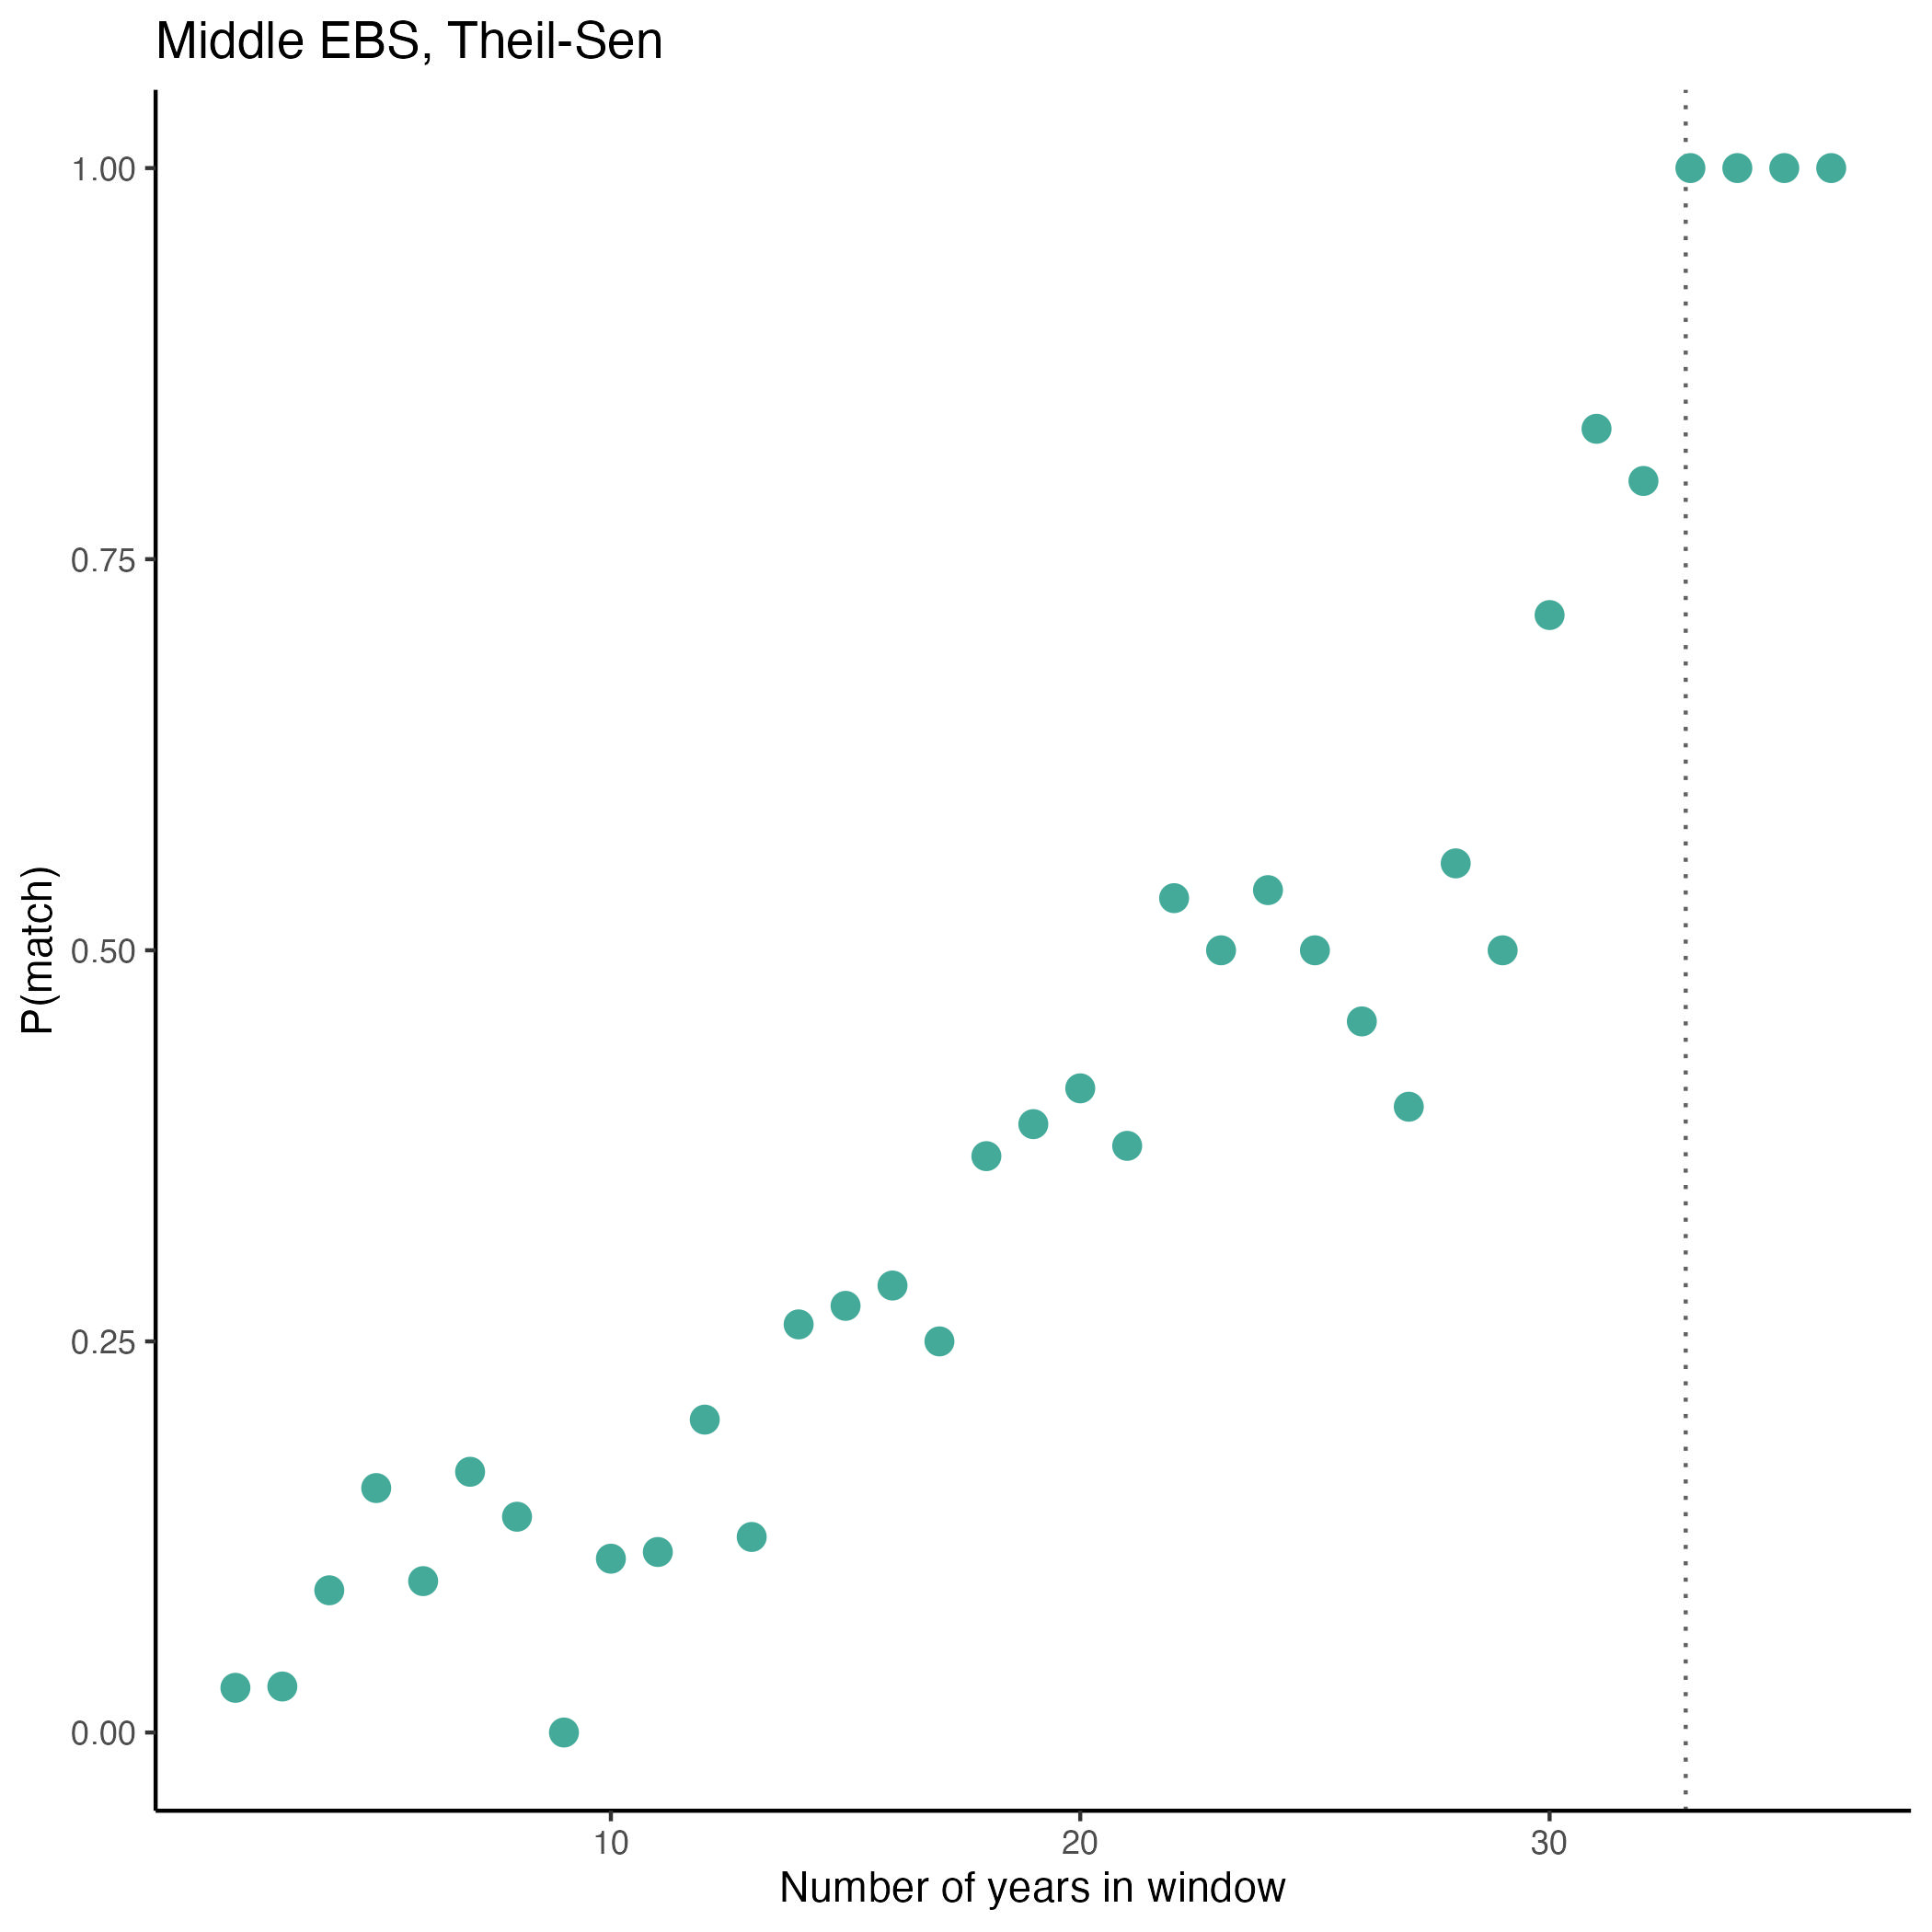 Middle EBS, Theil-Sen
1.00
0.75
0.50
0.25
0.00
P(match)
10 20 30
Number of years in window